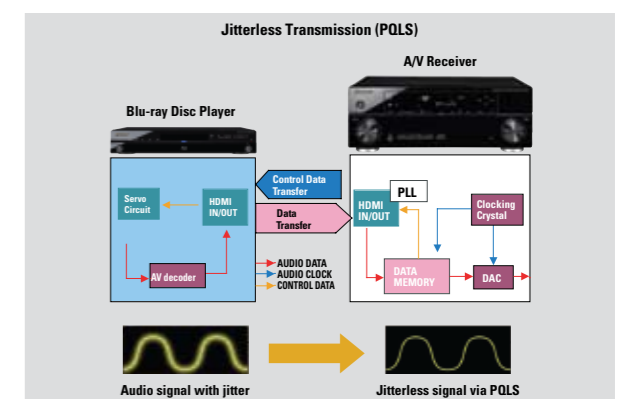 Jitterless Transmission (PQLS)
A/V Receiver
Blu-ray Disc Player
Control Data
Transfer
Servo
Circuit
HDMI
IN/OUT
Data
Transfer
AV decoder
AUDIO DATA
AUDIO CLOCK
CONTROL DATA
HDMI
IN/OUT
PLL
Clocking
Crystal
DATA
MEMORY
DAC
Audio signal with jitter
Jitterless signal via PQLS